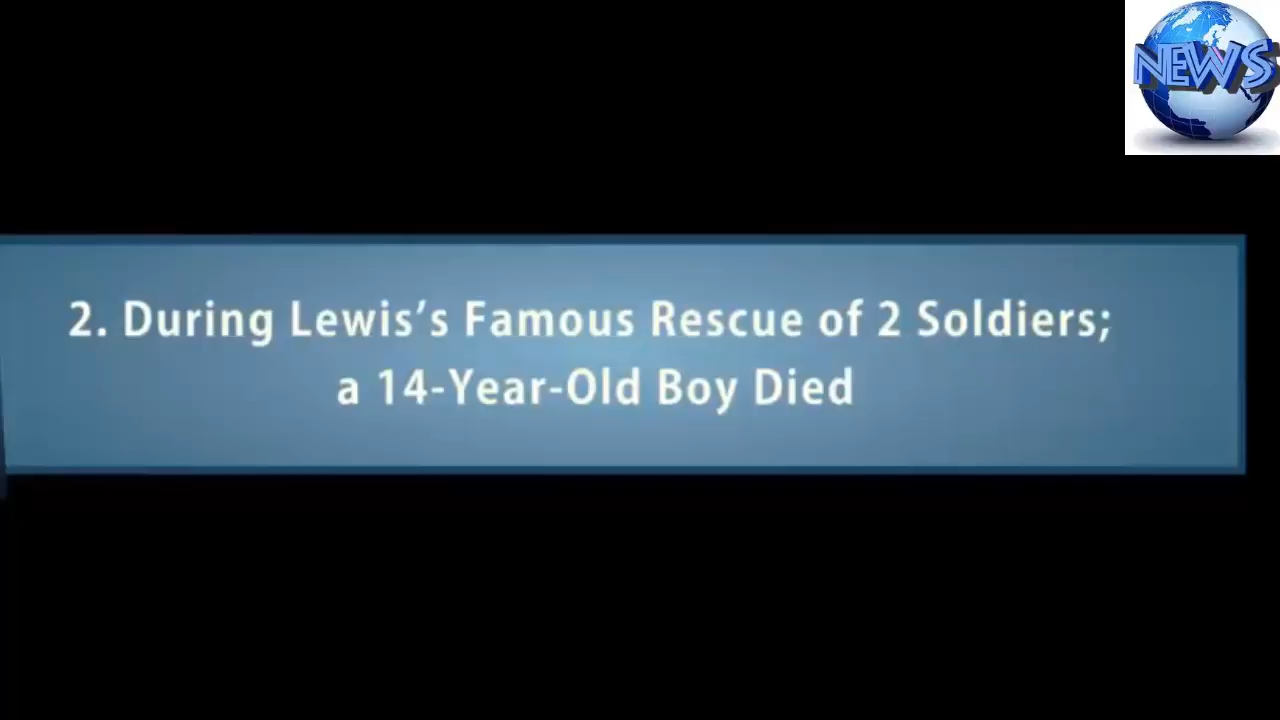 NEWS
2. During Lewis’s Famous Rescue of 2 Soldiers;
a 14-Year-Old Boy Died